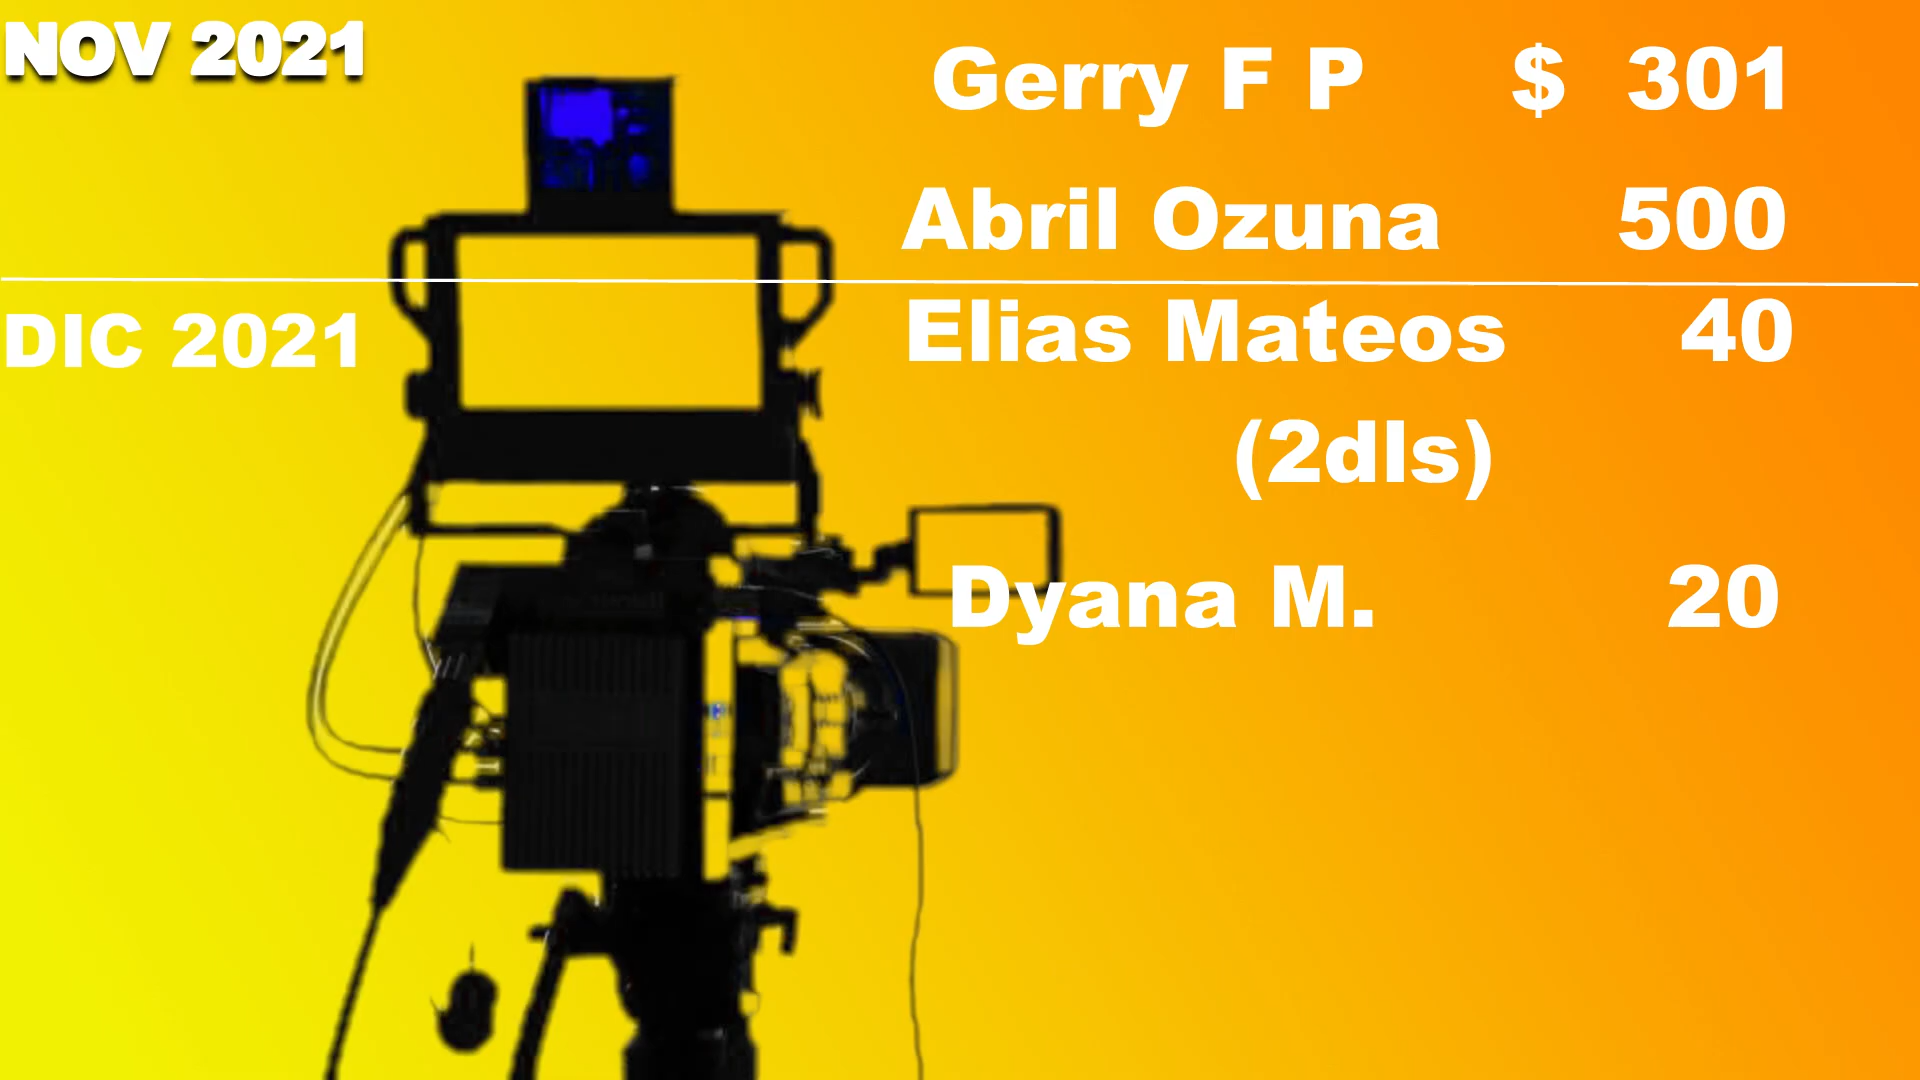 NOV 2021
Gerry F P $ 301
Abril Ozuna 500
DIC 2021
Elias Mateos 40
(2dls)
Dyana M. 20